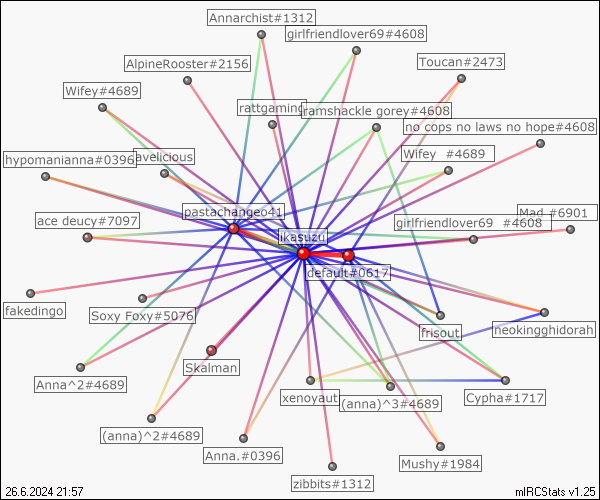 Annarchist#1312
girlfriendlover69#4608
Toucan#2473
AlpineRooster#2156
Wifey#4689
rattgaming
ramshackle gorey#4608
no cops no laws no hope#4608
hypomanianna#0396
avelicious
Wifey #4689
pastachangeo41
ace deucy#7097
Mad #6901
girlfriendlover69 #4608
ikasuzu
default#0617
fakedingo
Soxy Foxy#5076
frisout
heokingghidorah
Skalman
Anna^2#4689
xenoyaut
(anna)^3#4689
Cypha#1717
(anna)^2#4689
Anna.#0396
Mushy#1984
zibbits#1312
26.6.2024 21:57
mIRCStats v1.25